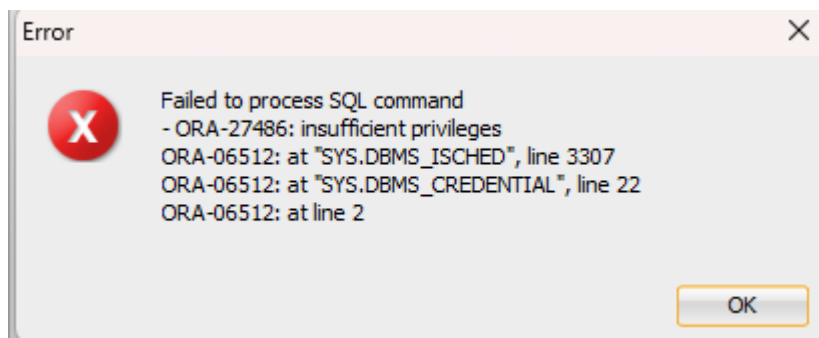 Error
Failed to process SQL command
- ORA-27486: insufficient privileges
ORA-06512: at "SYS.DBMS_ISCHED", line 3307
ORA-06512: at "SYS.DBMS_CREDENTIAL", line 22
ORA-06512: at line 2
OK